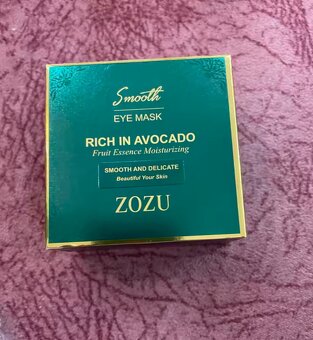 Smooth
EYE MASK
RICH IN AVOCADO
Fruit Essence Moisturizing
SMOOTH AND DELICATE
Beautiful Your Skin
ZOZU